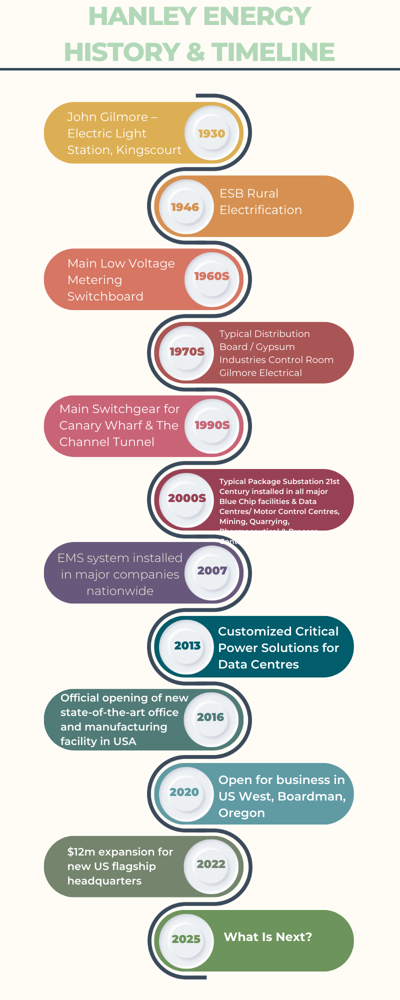 HANLEY ENERGY
HISTORY & TIMELINE
John Gilmore –
Electric Light
Station, Kingscourt
1930
1946
ESB Rural
Electrification
Main Low Voltage
Metering
Switchboard
1960S
1970S
Typical Distribution
Board / Gypsum
Industries Control Room
Gilmore Electrical
Main Switchgear for
Canary Wharf & The
Channel Tunnel
1990S
2000S
Typical Package Substation 21st
Century installed in all major
Blue Chip facilities & Data
Centres/ Motor Control Centres,
Mining, Quarrying,
Pharmaceutical & Process
EMS system installed
in major companies
nationwide
2007
2013
Customized Critical
Power Solutions for
Data Centres
Official opening of new
state-of-the-art office
and manufacturing
facility in USA
2016
2020
Open for business in
US West, Boardman,
Oregon
$12m expansion for
new US flagship
headquarters
2022
2025
What Is Next?